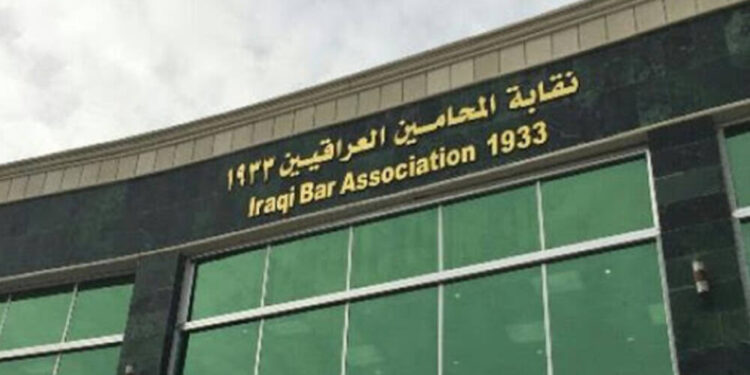 نقابة المحامين العراقيين ١٩٣٣
Iraqi Bar Association 1933